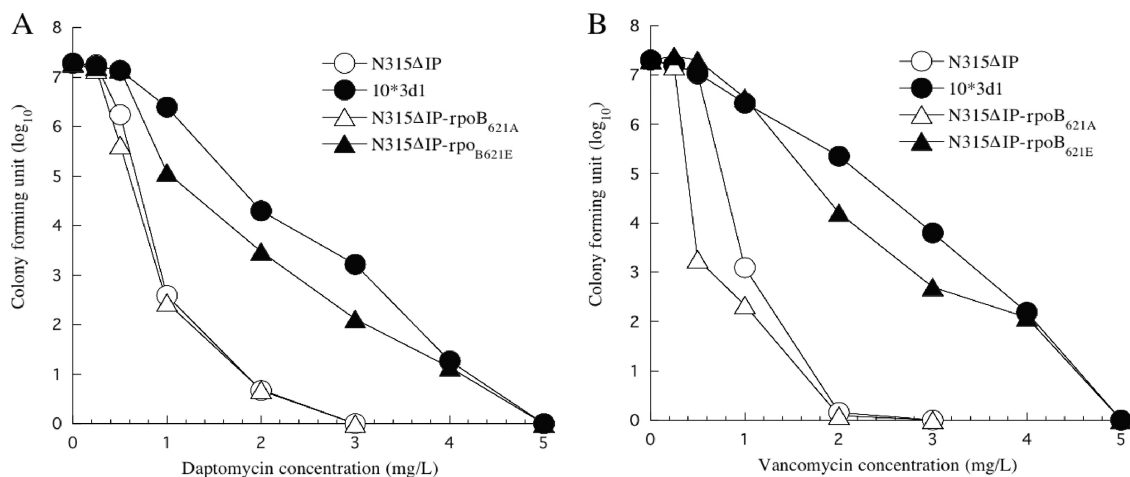 A
8
7
6
5
4
3
2
1
0
Colony forming unit (log10)
N315ΔIP
10*3d1
N315ΔIP-rpoB621A
N315ΔIP-rpoB621E
0 1 2 3 4 5
Daptomycin concentration (mg/L)
B
8
7
6
5
4
3
2
1
0
Colony forming unit (log10)
N315ΔIP
10*3d1
N315ΔIP-rpoB621A
N315ΔIP-rpoB621E
0 1 2 3 4 5
Vancomycin concentration (mg/L)